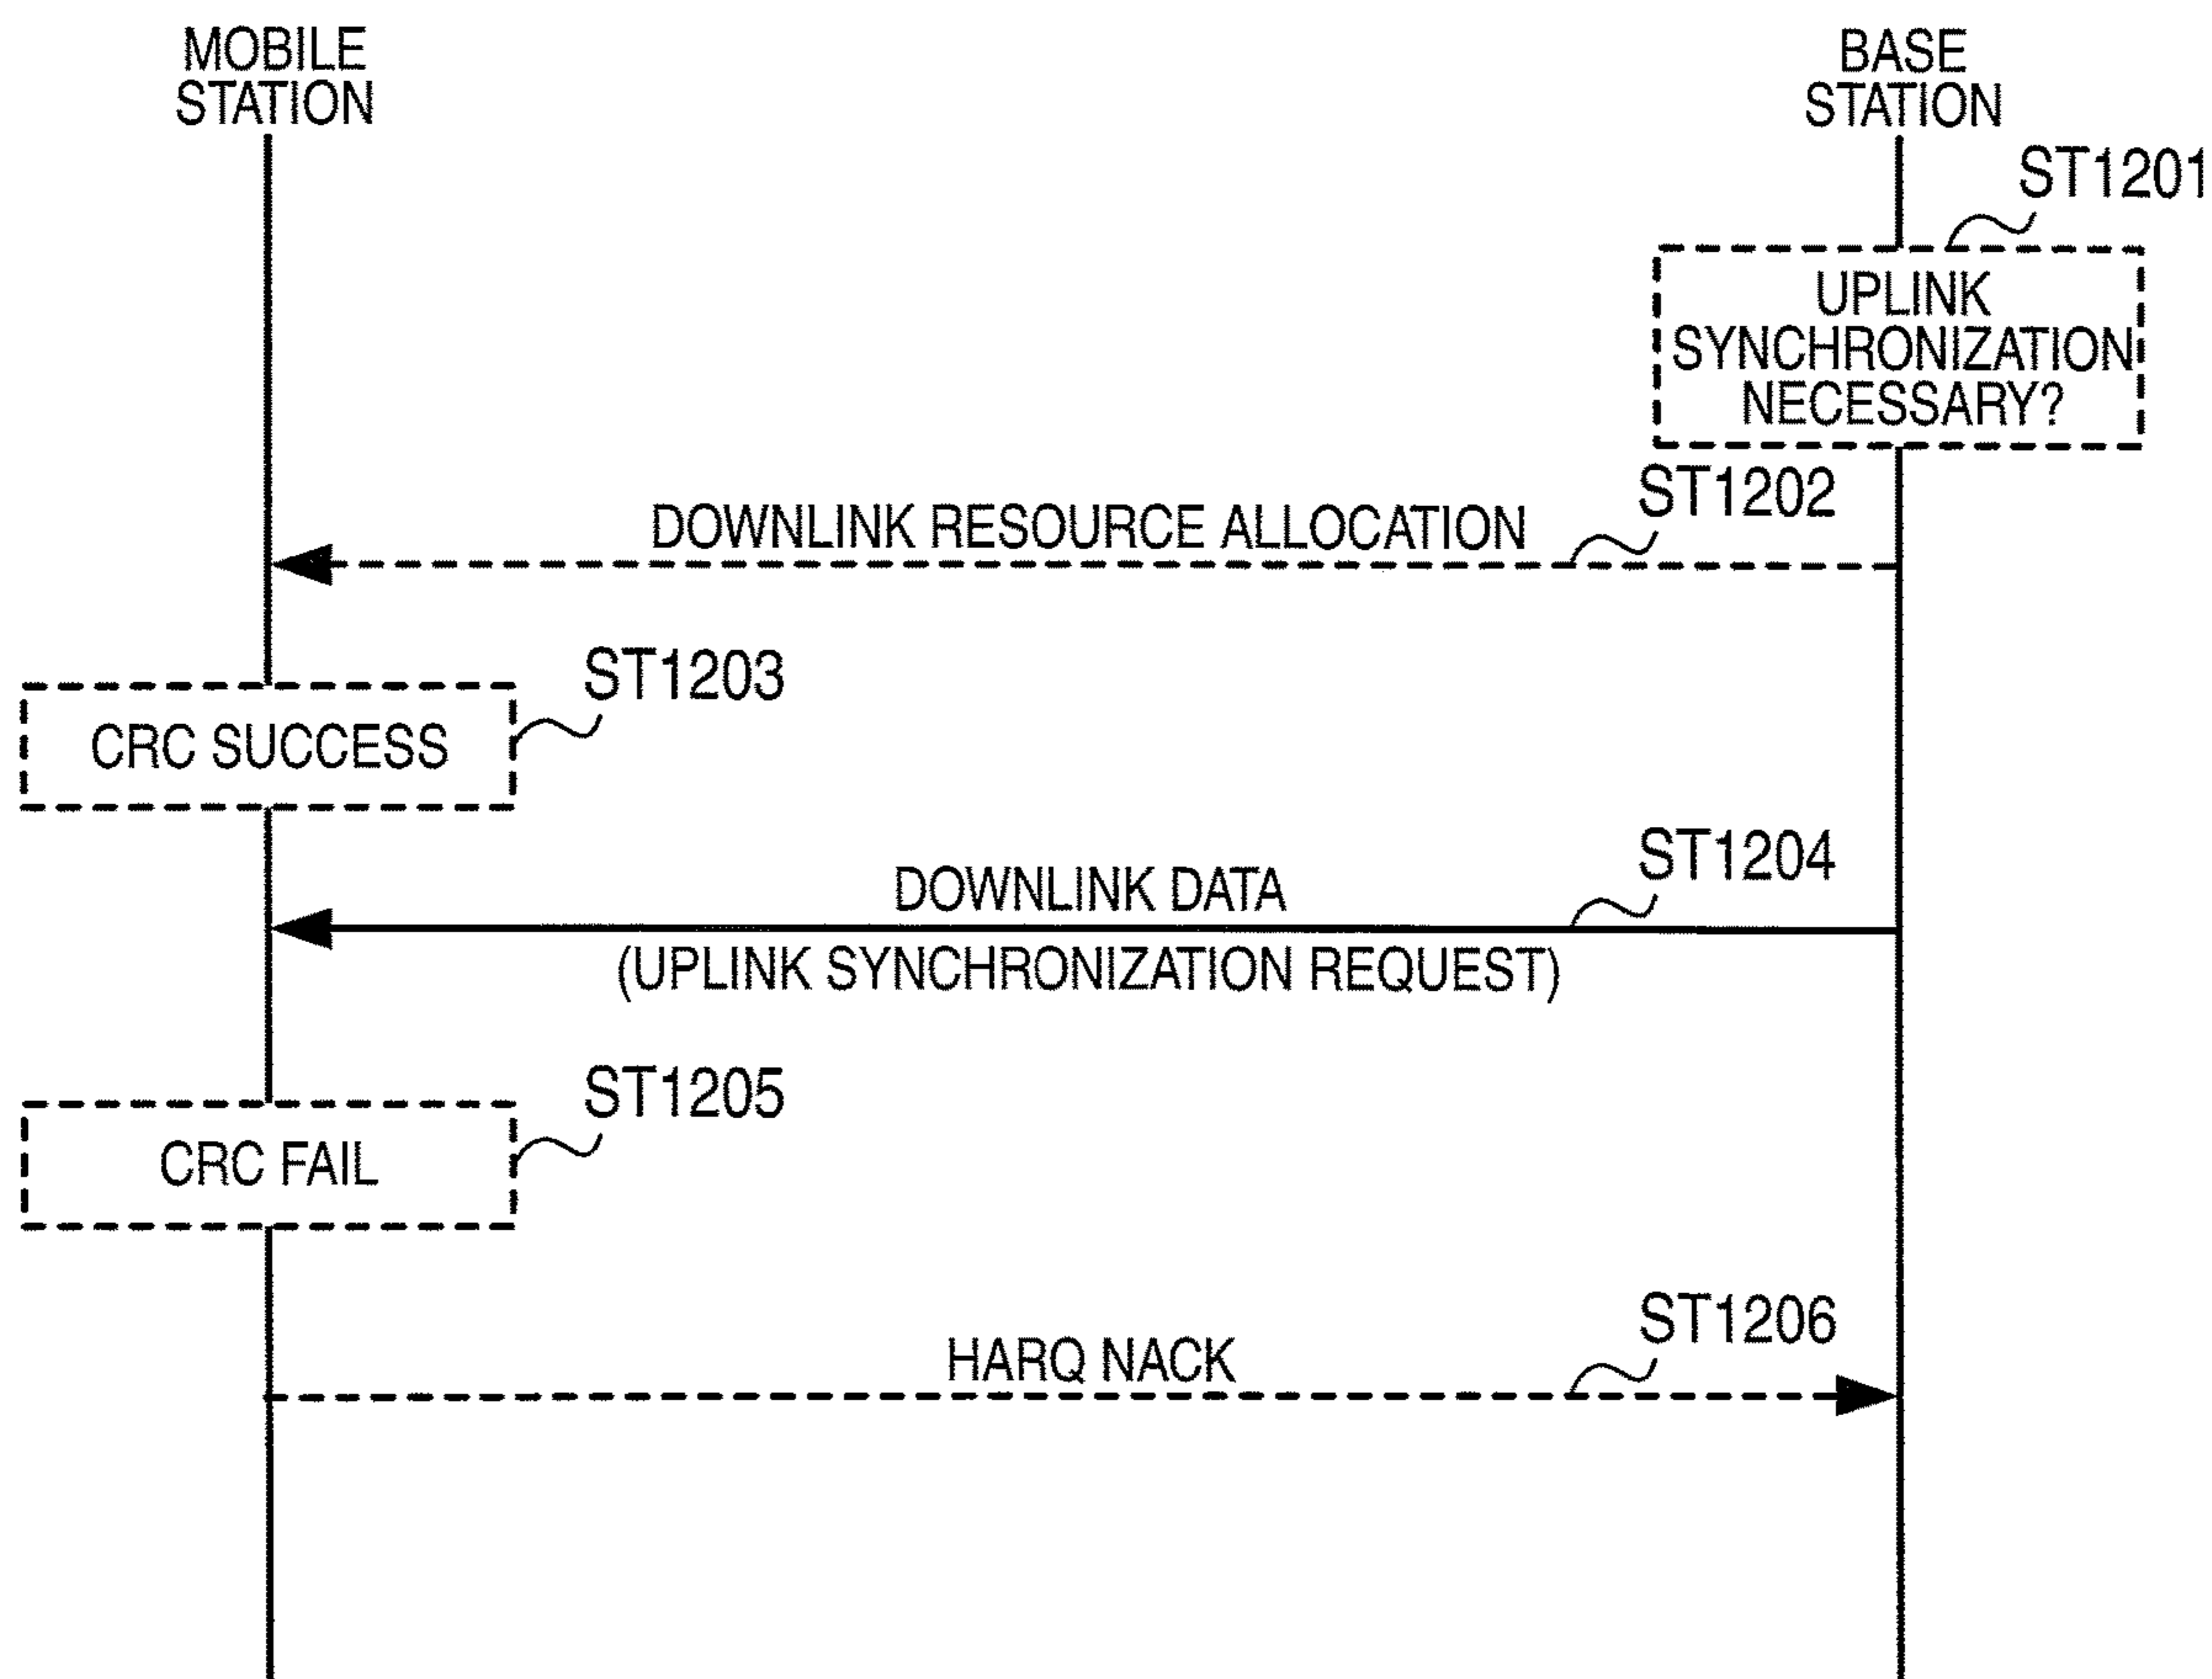 MOBILE
STATION
BASE
STATION
ST1201
UPLINK
SYNCHRONIZATION
NECESSARY?
ST1202
DOWNLINK RESOURCE ALLOCATION
ST1203
CRC SUCCESS
ST1204
DOWNLINK DATA
(UPLINK SYNCHRONIZATION REQUEST)
ST1205
CRC FAIL
ST1206
HARQ NACK